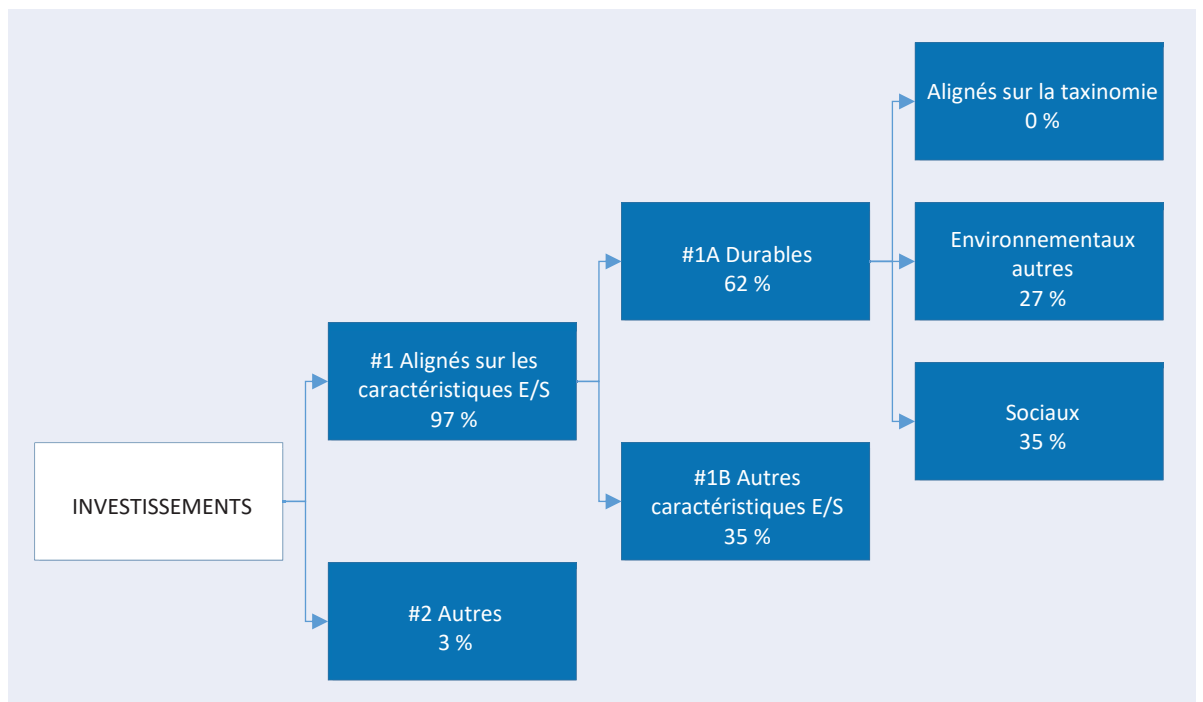 INVESTISSEMENTS
#1 Alignés sur les
caractéristiques E/S
97 %
#2 Autres
3 %
#1A Durables
62 %
#1B Autres
caractéristiques E/S
35 %
Alignés sur la taxinomie
0 %
Environnementaux
autres
27 %
Sociaux
35 %